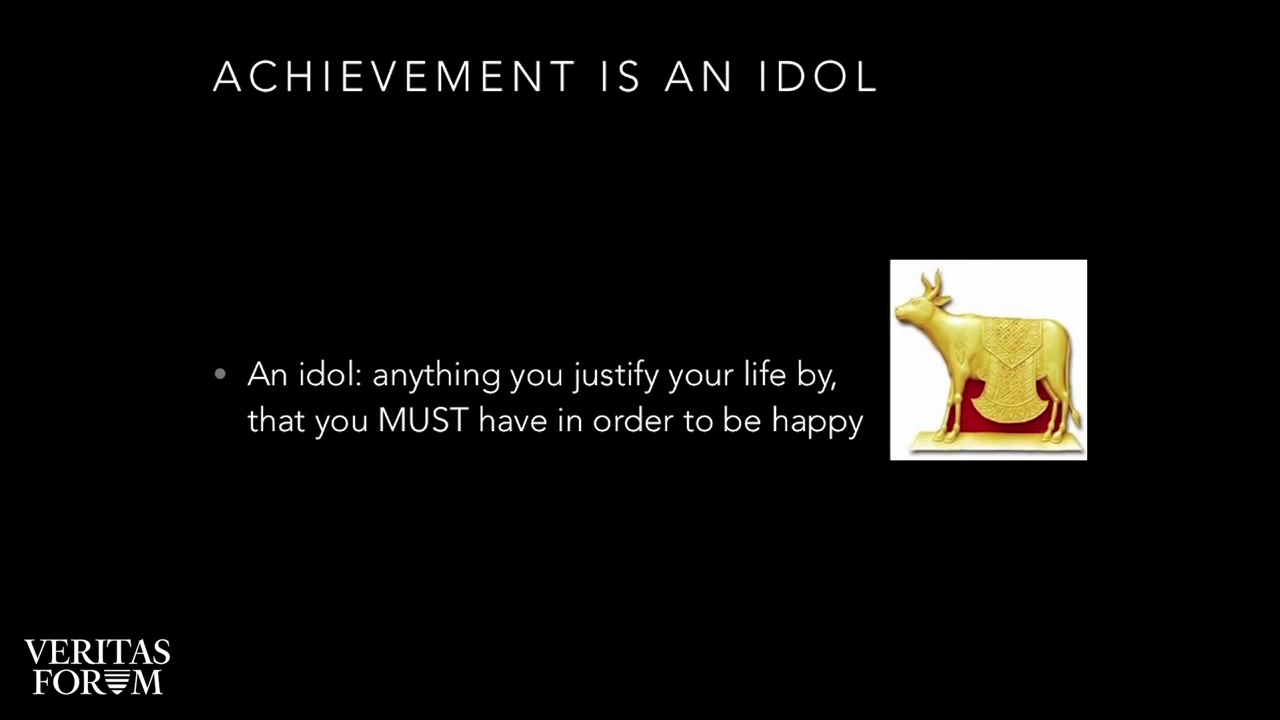 ACHIEVEMENT IS AN IDOL
• An idol: anything you justify your life by,
that you MUST have in order to be happy
VERITAS
FORUM